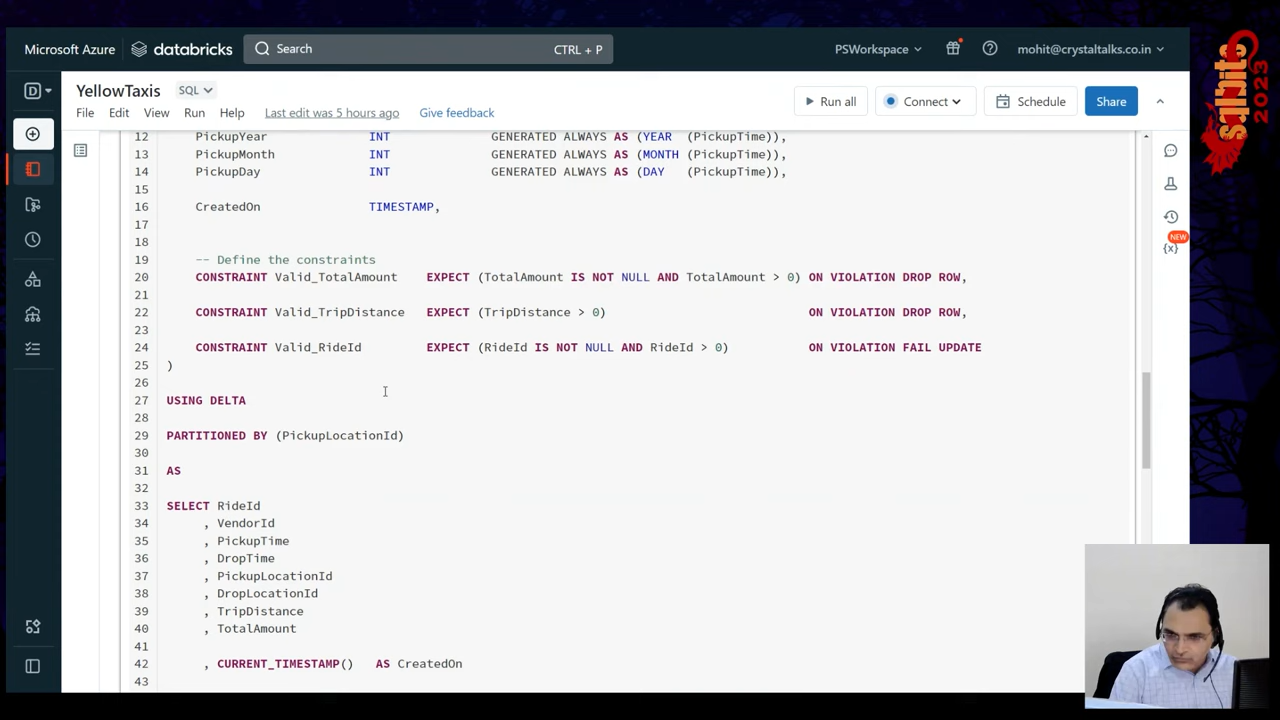 Microsoft Azure databricks Search CTRL + P PSWorkspace mohit@crystaltalks.co.in
sqlbits 2023
D
YellowTaxis SQL
File Edit View Run Help Last edit was 5 hours ago Give feedback
Run all Connect Schedule Share
NEW
12 PickupYear INT GENERATED ALWAYS AS (YEAR (PickupTime)),
13 PickupMonth INT GENERATED ALWAYS AS (MONTH (PickupTime)),
14 PickupDay INT GENERATED ALWAYS AS (DAY (PickupTime)),
15
16 CreatedOn TIMESTAMP,
17
18
19 -- Define the constraints
20 CONSTRAINT Valid_TotalAmount EXPECT (TotalAmount IS NOT NULL AND TotalAmount > 0) ON VIOLATION DROP ROW,
21
22 CONSTRAINT Valid_TripDistance EXPECT (TripDistance > 0) ON VIOLATION DROP ROW,
23
24 CONSTRAINT Valid_RideId EXPECT (RideId IS NOT NULL AND RideId > 0) ON VIOLATION FAIL UPDATE
25 )
26
27 USING DELTA
28
29 PARTITIONED BY (PickupLocationId)
30
31 AS
32
33 SELECT RideId
34 , VendorId
35 , PickupTime
36 , DropTime
37 , PickupLocationId
38 , DropLocationId
39 , TripDistance
40 , TotalAmount
41
42 , CURRENT_TIMESTAMP() AS CreatedOn
43